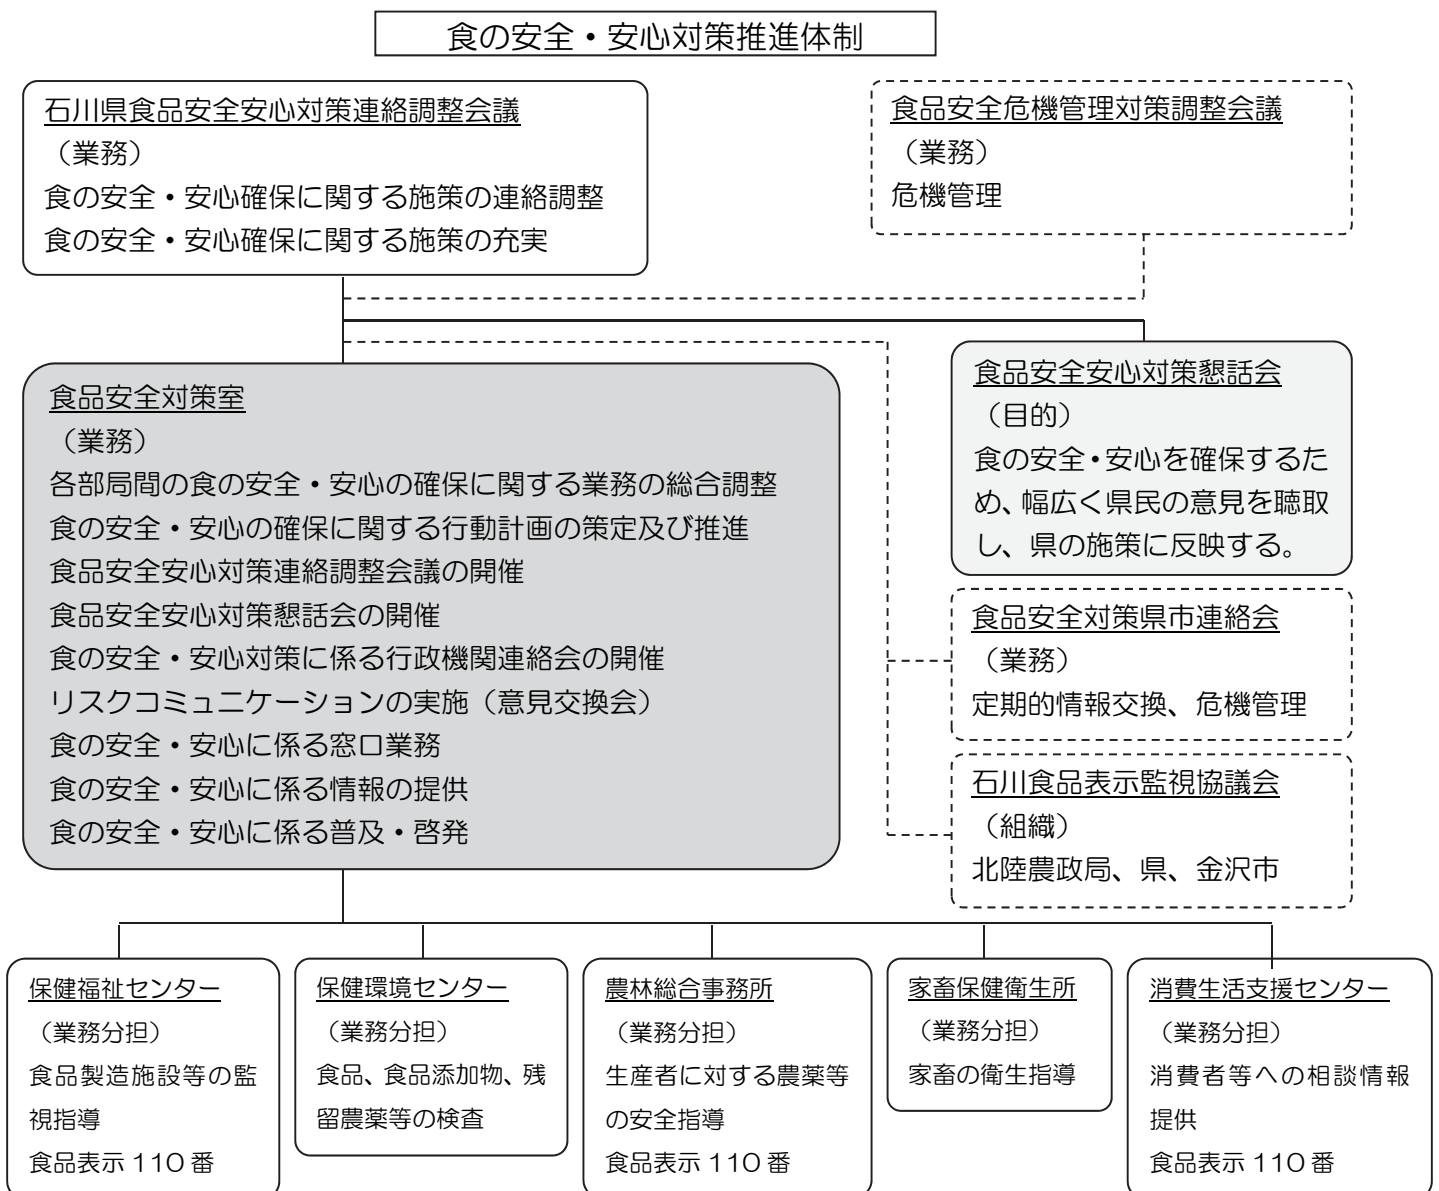 食の安全・安心対策推進体制
石川県食品安全安心対策連絡調整会議
（業務）
食の安全・安心確保に関する施策の連絡調整
食の安全・安心確保に関する施策の充実
食品安全危機管理対策調整会議
（業務）
危機管理
食品安全対策室
（業務）
各部局間の食の安全・安心の確保に関する業務の総合調整
食の安全・安心の確保に関する行動計画の策定及び推進
食品安全安心対策連絡調整会議の開催
食品安全安心対策懇話会の開催
食の安全・安心対策に係る行政機関連絡会の開催
リスクコミュニケーションの実施（意見交換会）
食の安全・安心に係る窓口業務
食の安全・安心に係る情報の提供
食の安全・安心に係る普及・啓発
食品安全安心対策懇話会
（目的）
食の安全・安心を確保するた
め、幅広く県民の意見を聴取
し、県の施策に反映する。
食品安全対策県市連絡会
（業務）
定期的情報交換、危機管理
石川食品表示監視協議会
（組織）
北陸農政局、県、金沢市
保健福祉センター
（業務分担）
食品製造施設等の監
視指導
食品表示 110 番
保健環境センター
（業務分担）
食品、食品添加物、残
留農薬等の検査
農林総合事務所
（業務分担）
生産者に対する農薬等
の安全指導
食品表示 110 番
家畜保健衛生所
（業務分担）
家畜の衛生指導
消費生活支援センター
（業務分担）
消費者等への相談情報
提供
食品表示 110 番